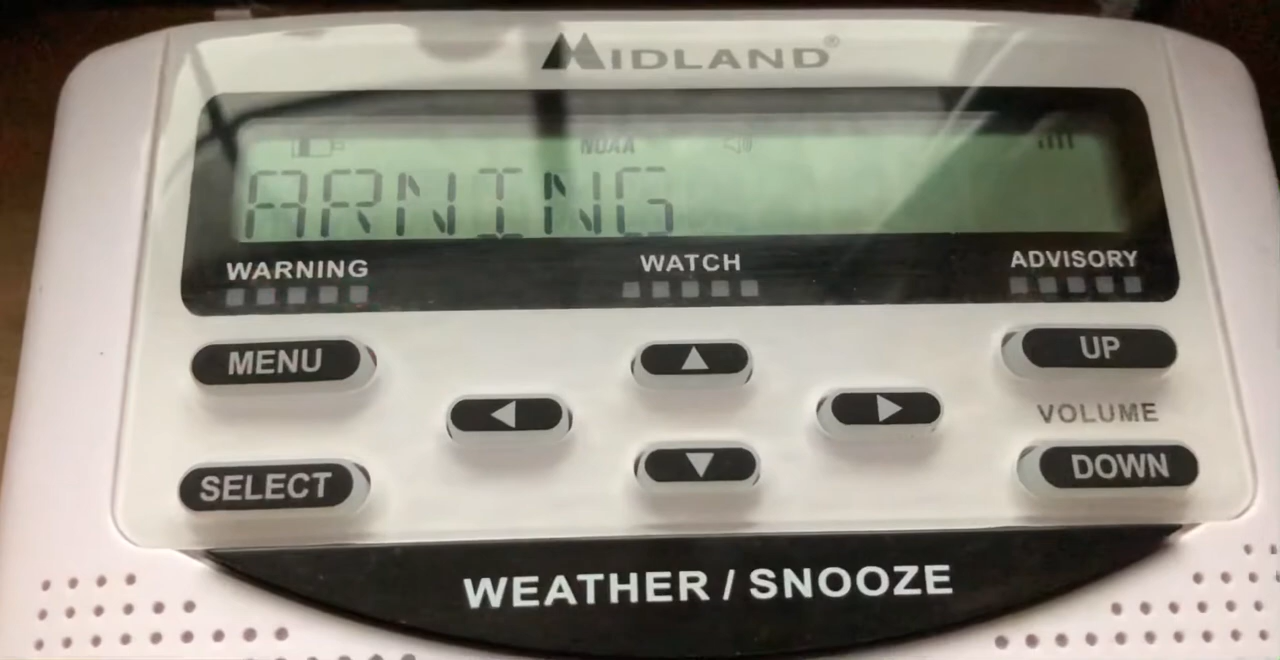 MIDLAND®
NOAA
ARNING
WARNING WATCH ADVISORY
MENU ▲ UP
◀ ▶ VOLUME
SELECT ▼ DOWN
WEATHER / SNOOZE